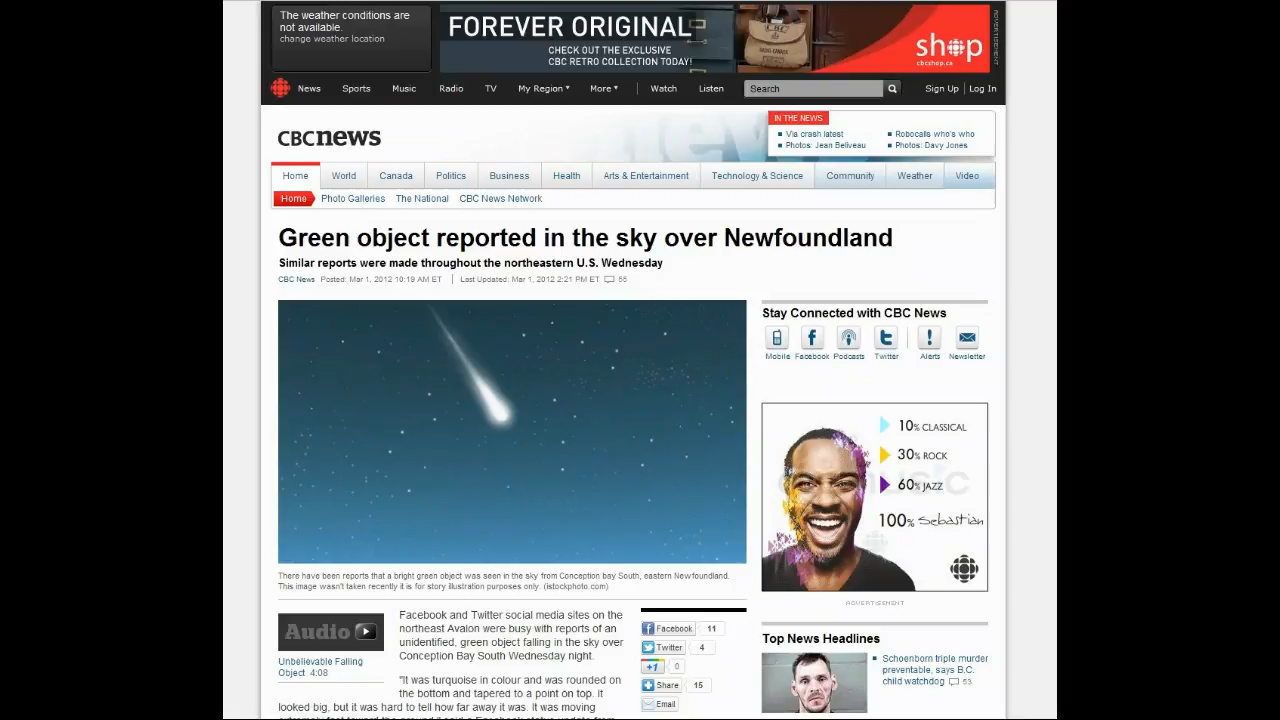 The weather conditions are
not available.
change weather location
FOREVER ORIGINAL
CHECK OUT THE EXCLUSIVE
CBC RETRO COLLECTION TODAY!
shop
cbcshop.ca
ADVERTISEMENT
News Sports Music Radio TV My Region More Watch Listen Search Sign Up Log In
CBCnews
IN THE NEWS
Via crash latest
Robocalls who's who
Photos: Jean Beliveau
Photos: Davy Jones
Home World Canada Politics Business Health Arts & Entertainment Technology & Science Community Weather Video
Home Photo Galleries The National CBC News Network
Green object reported in the sky over Newfoundland
Similar reports were made throughout the northeastern U.S. Wednesday
CBC News Posted: Mar 1, 2012 10:19 AM ET | Last Updated: Mar 1, 2012 2:21 PM ET 55
Stay Connected with CBC News
Mobile Facebook Podcasts Twitter Alerts Newsletter
10% CLASSICAL
30% ROCK
60% JAZZ
100% Sebastian
ADVERTISEMENT
There have been reports that a bright green object was seen in the sky from Conception bay South, eastern Newfoundland.
This image wasn't taken recently it is for story illustration purposes only. (istockphoto.com)
Audio
Unbelievable Falling
Object 4:08
Facebook and Twitter social media sites on the
northeast Avalon were busy with reports of an
unidentified, green object falling in the sky over
Conception Bay South Wednesday night.
"It was turquoise in colour and was rounded on
the bottom and tapered to a point on top. It
looked big, but it was hard to tell how far away it was. It was moving
Facebook 11
Twitter 4
+1 0
Share 15
Email
Top News Headlines
Schoenborn triple murder
preventable, says B.C.
child watchdog 53